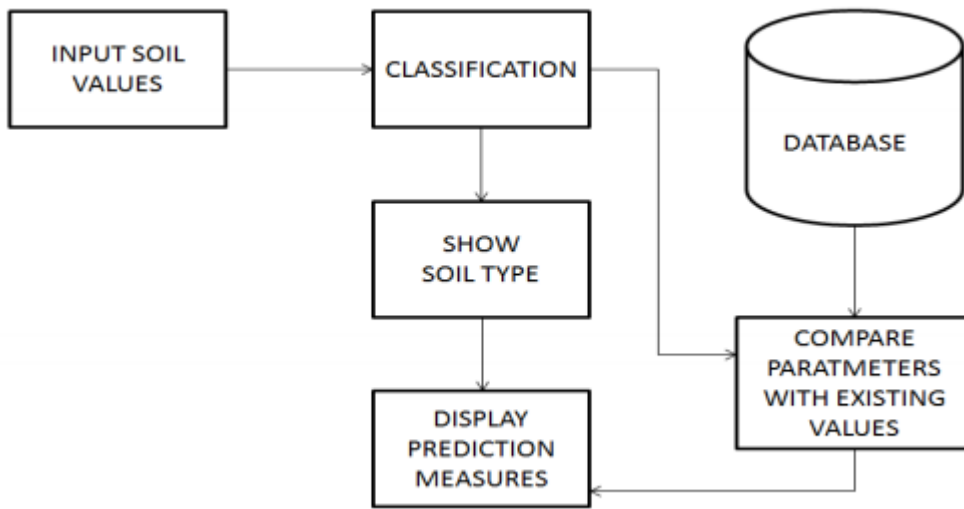 INPUT SOIL
VALUES
CLASSIFICATION
DATABASE
SHOW
SOIL TYPE
COMPARE
PARATMETERS
WITH EXISTING
VALUES
DISPLAY
PREDICTION
MEASURES